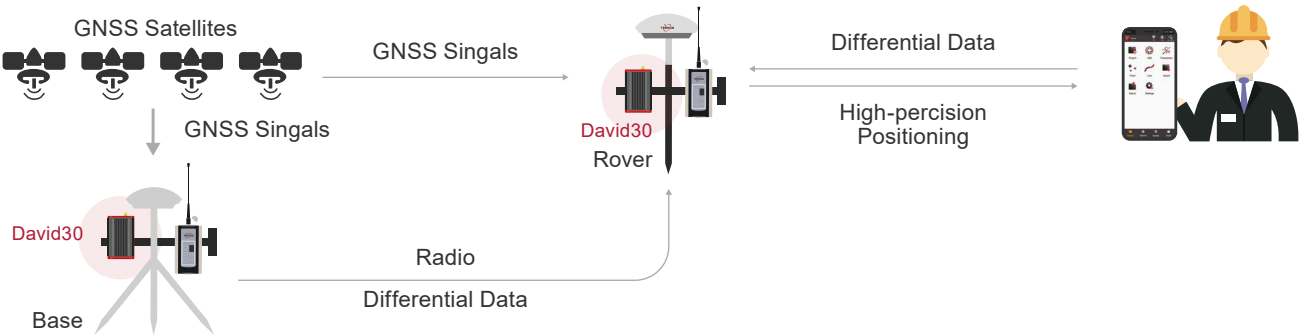 GNSS Satellites
GNSS Singals
GNSS Singals
David30
Base
Radio
Differential Data
David30
Rover
Differential Data
High-percision
Positioning